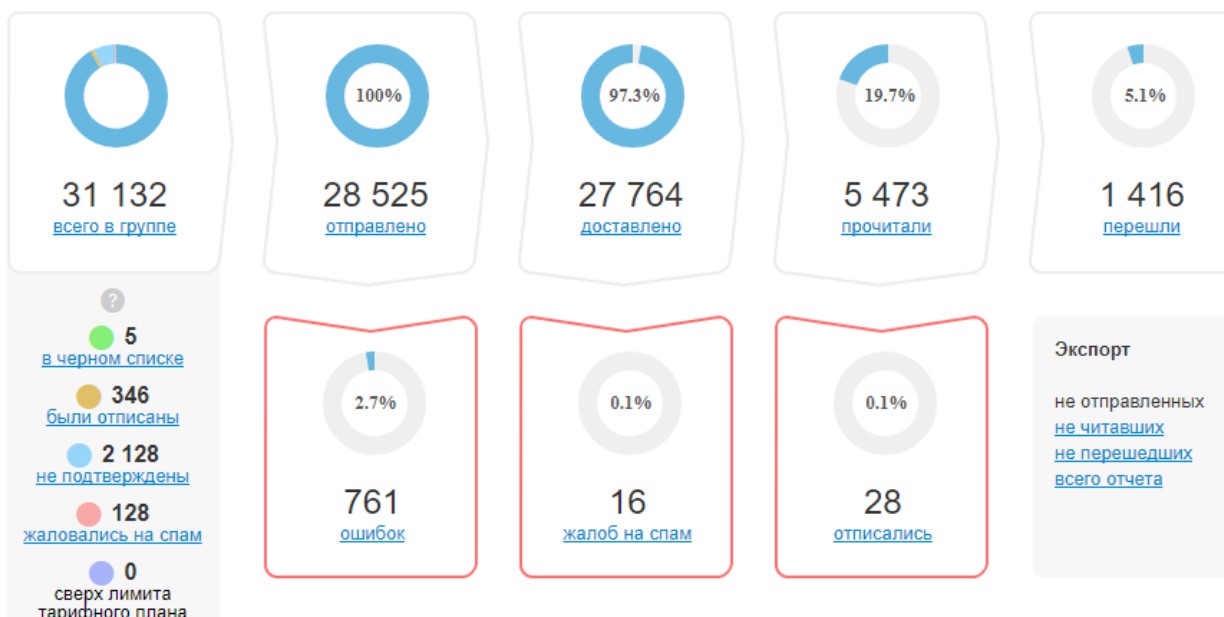 31 132
всего в группе
100%
28 525
отправлено
97.3%
27 764
доставлено
19.7%
5 473
прочитали
5.1%
1 416
перешли
?
5
в черном списке
346
были отписаны
2 128
не подтверждены
128
жаловались на спам
0
сверх лимита
тарифного плана
2.7%
761
ошибок
0.1%
16
жалоб на спам
0.1%
28
отписались
Экспорт
не отправленных
не читавших
не перешедших
всего отчета